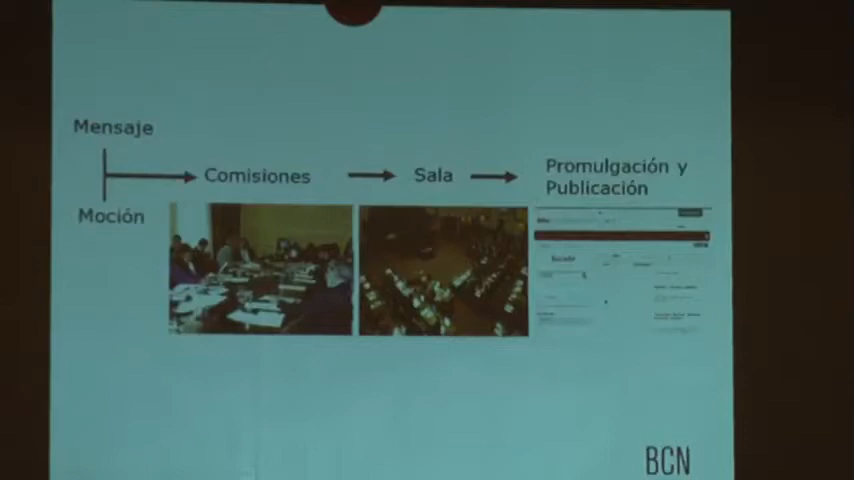 Mensaje
Moción
Comisiones
Sala
Promulgación y
Publicación
BCN